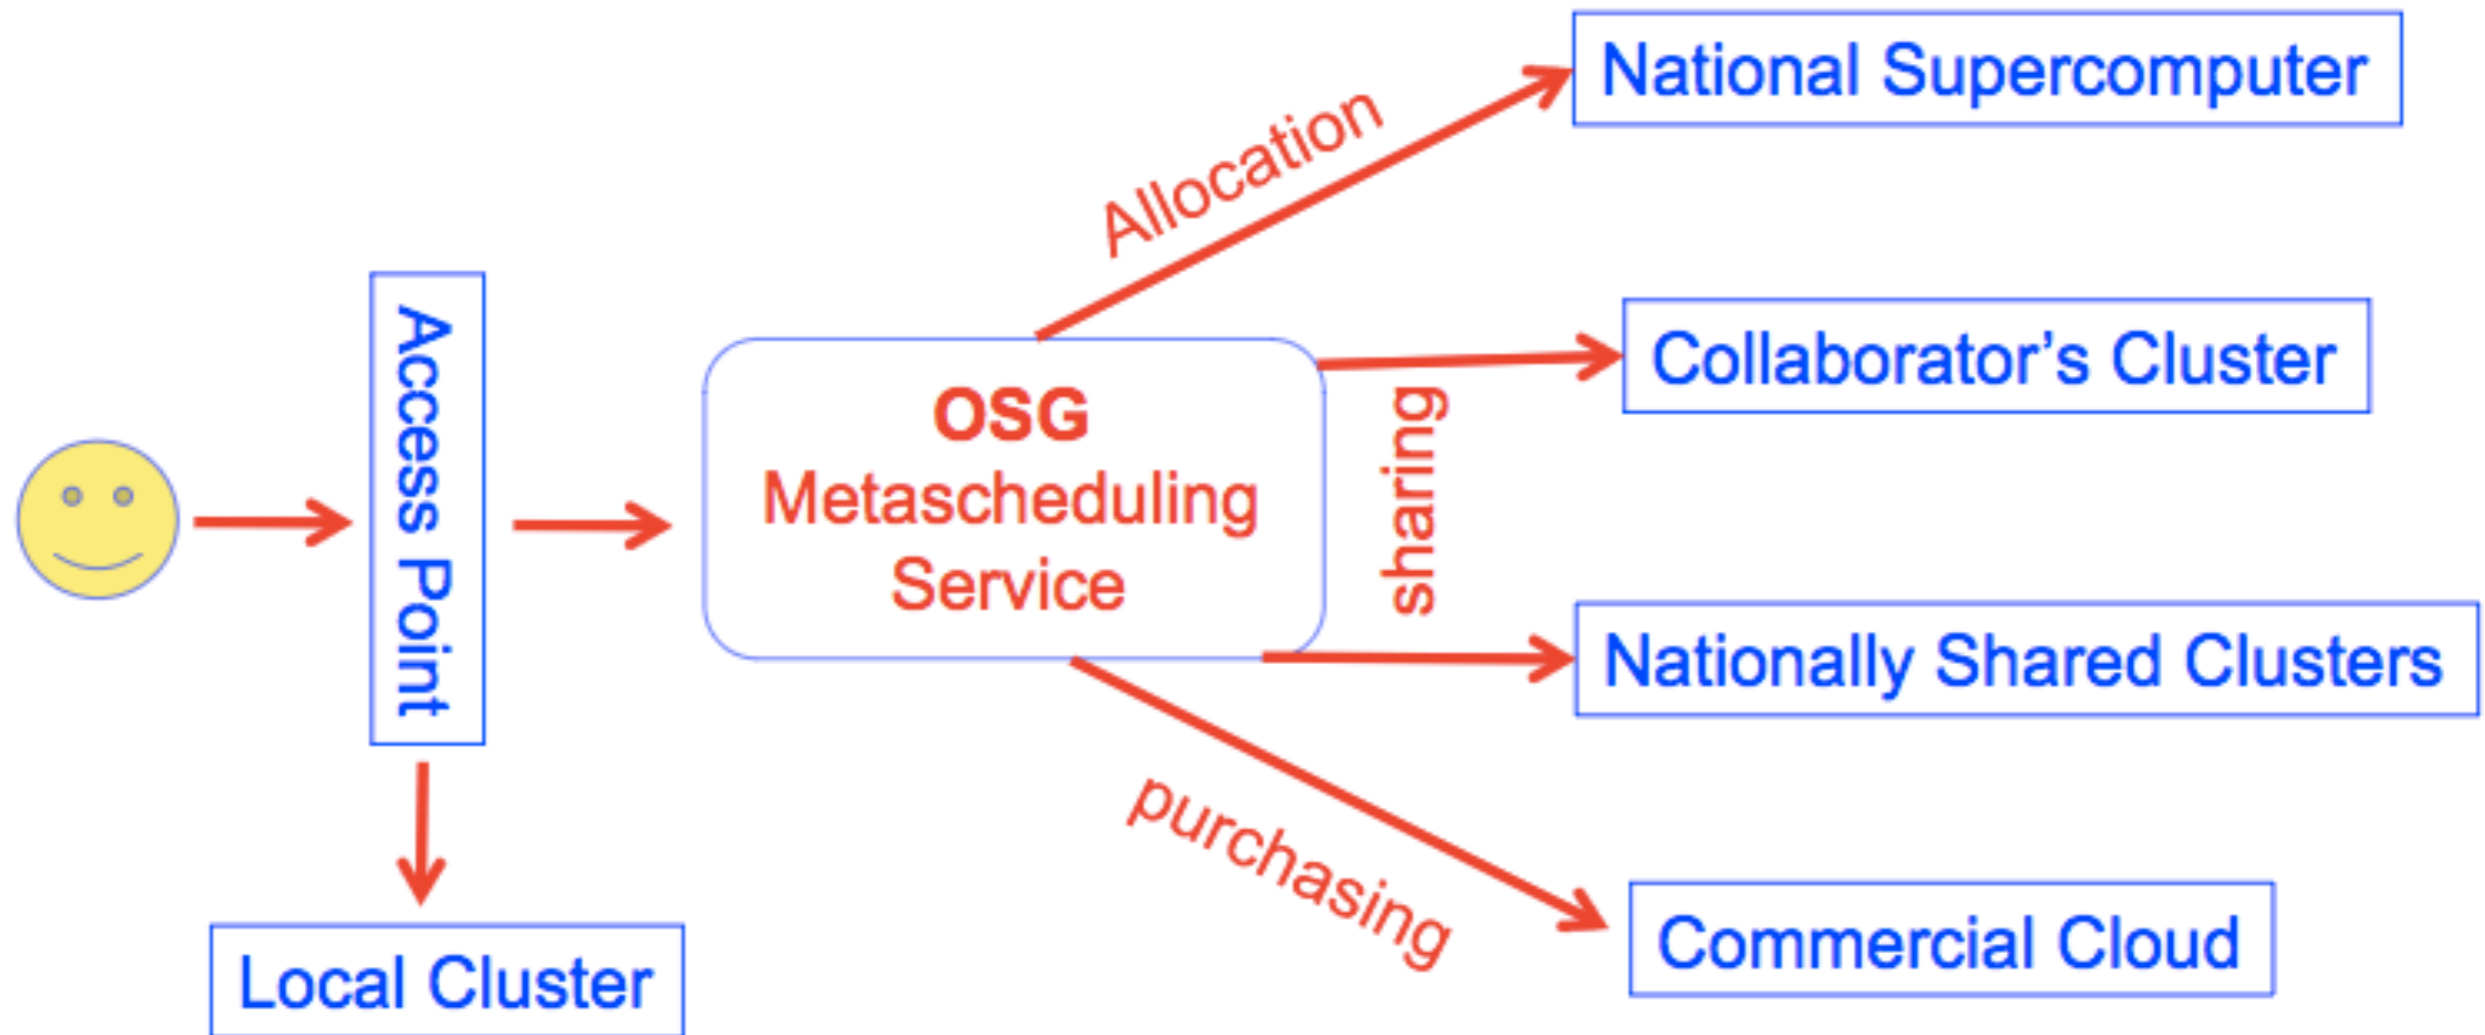 National Supercomputer
Allocation
Access Point
Collaborator’s Cluster
OSG
Metascheduling
Service
sharing
Nationally Shared Clusters
purchasing
Commercial Cloud
Local Cluster